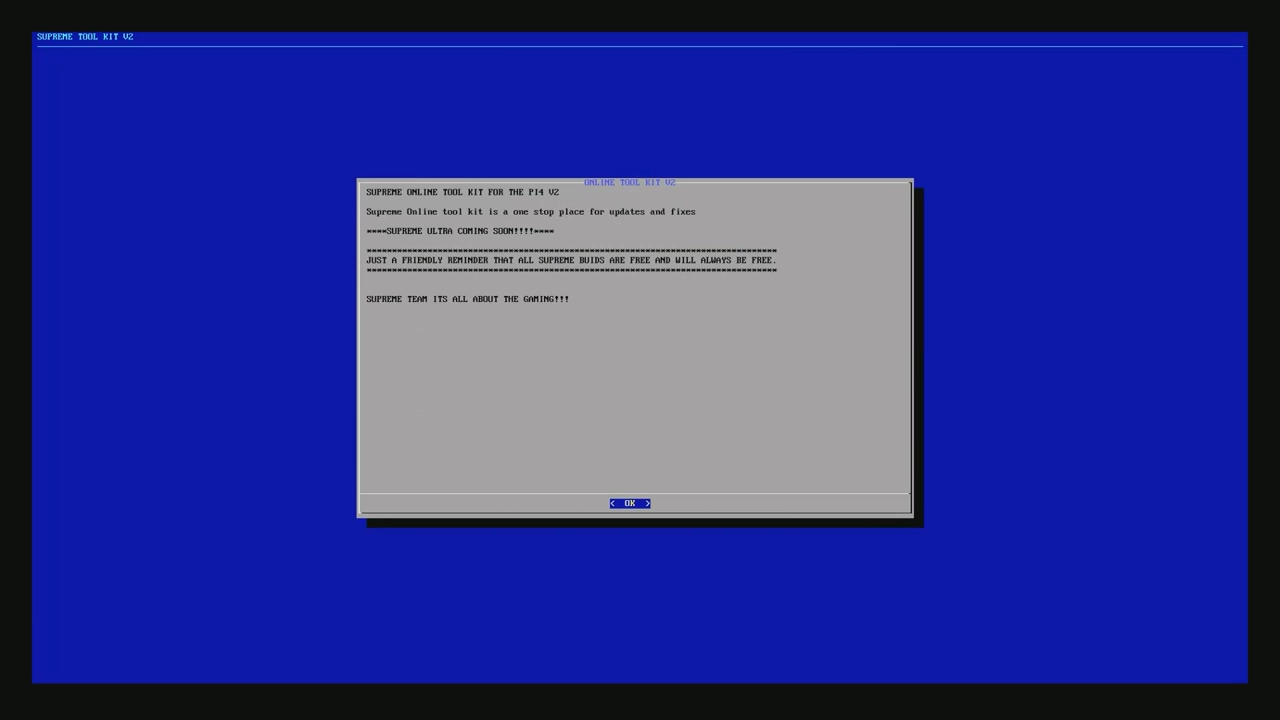 SUPREME TOOL KIT V2
ONLINE TOOL KIT V2
SUPREME ONLINE TOOL KIT FOR THE PI4 V2
Supreme Online tool kit is a one stop place for updates and fixes
****SUPREME ULTRA COMING SOON!!!!****
*********************************************************************************
JUST A FRIENDLY REMINDER THAT ALL SUPREME BUIDS ARE FREE AND WILL ALWAYS BE FREE.
*********************************************************************************
SUPREME TEAM ITS ALL ABOUT THE GAMING!!!
< OK >